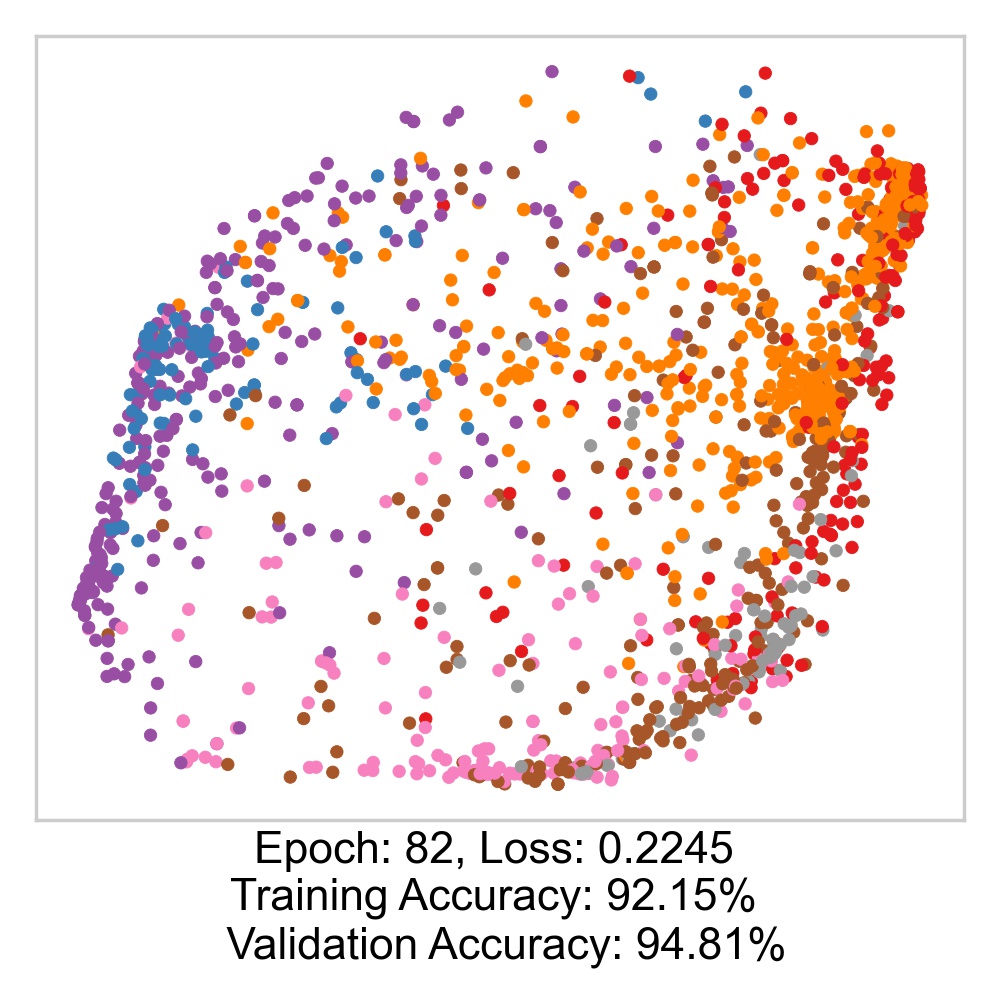 Epoch: 82, Loss: 0.2245
Training Accuracy: 92.15%
Validation Accuracy: 94.81%